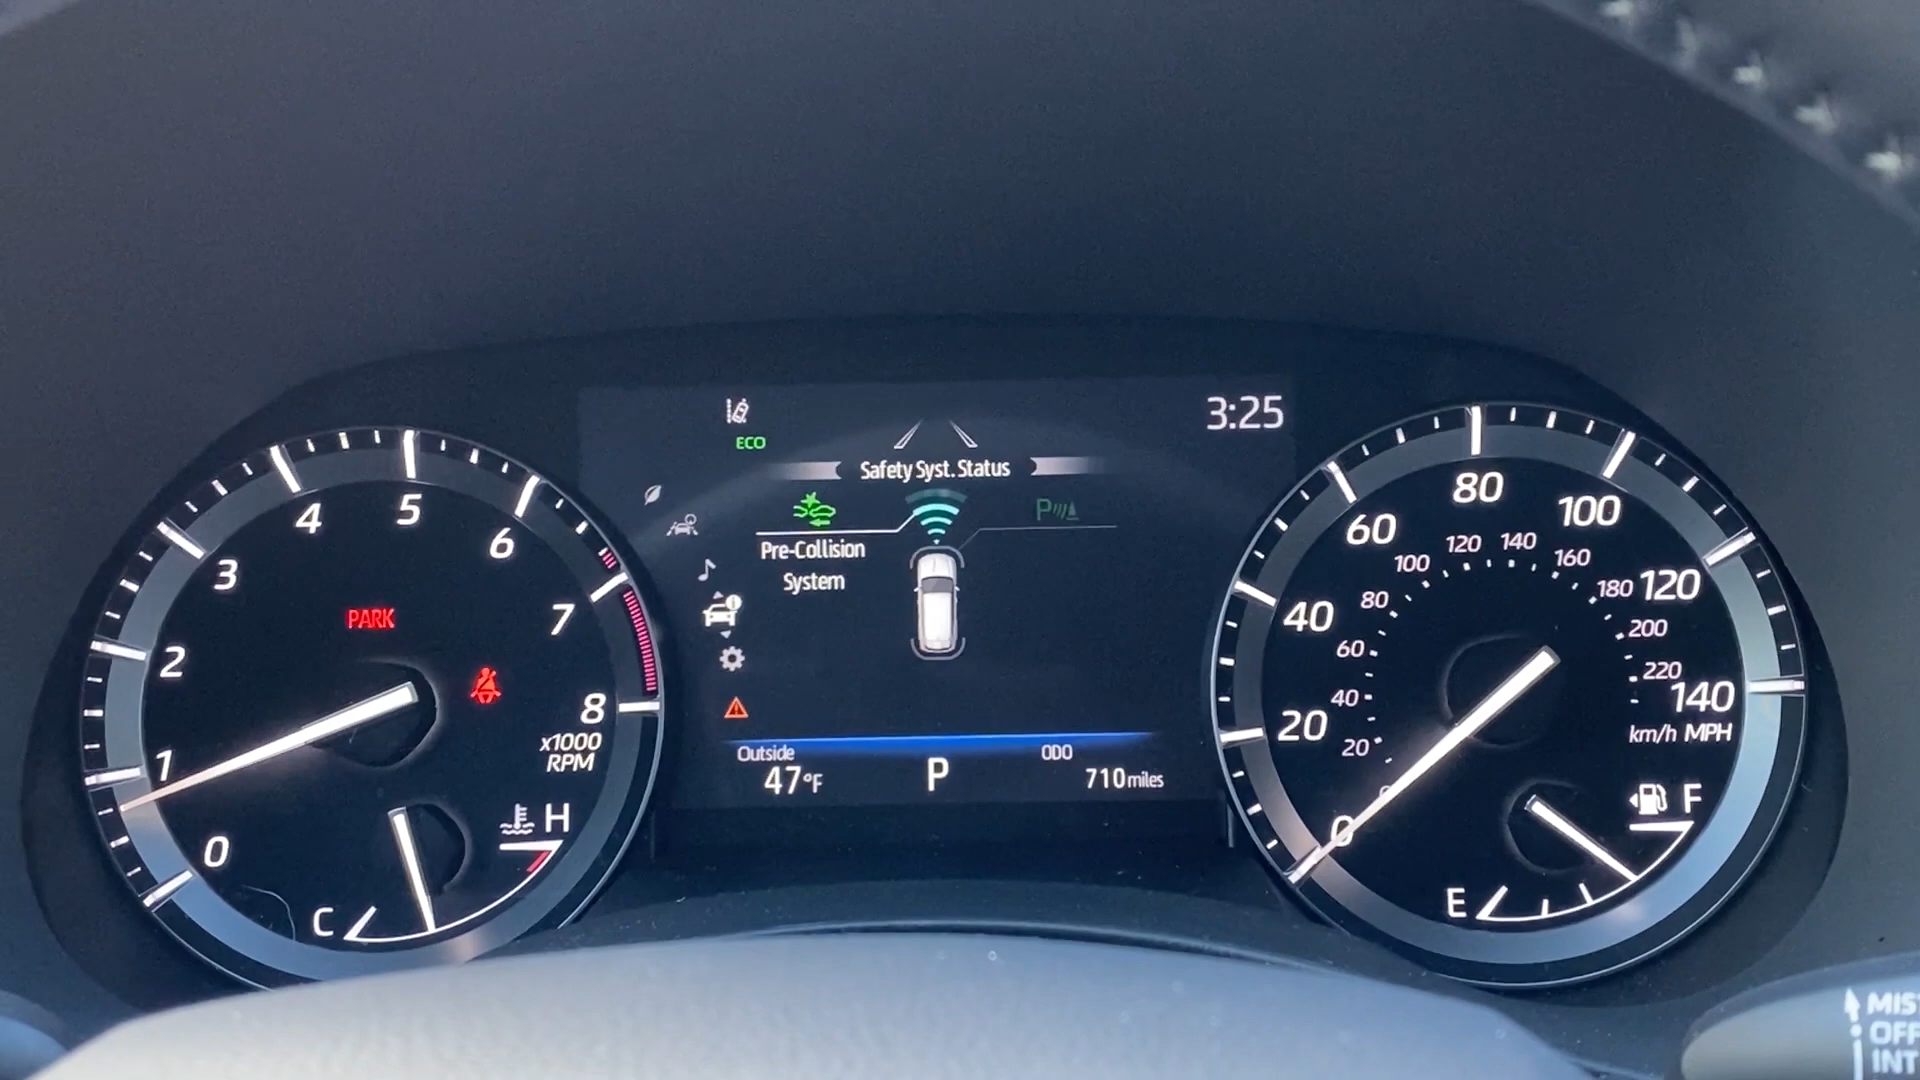 3:25
ECO
Safety Syst. Status
P
Pre-Collision
System
Outside
47°F
P
ODO
710 miles
0
1
2
3
4
5
6
7
8
x1000
RPM
PARK
C
H
0
20
40
60
80
100
120
140
km/h MPH
20
40
60
80
100
120
140
160
180
200
220
E
F
MIS
OFF
INT